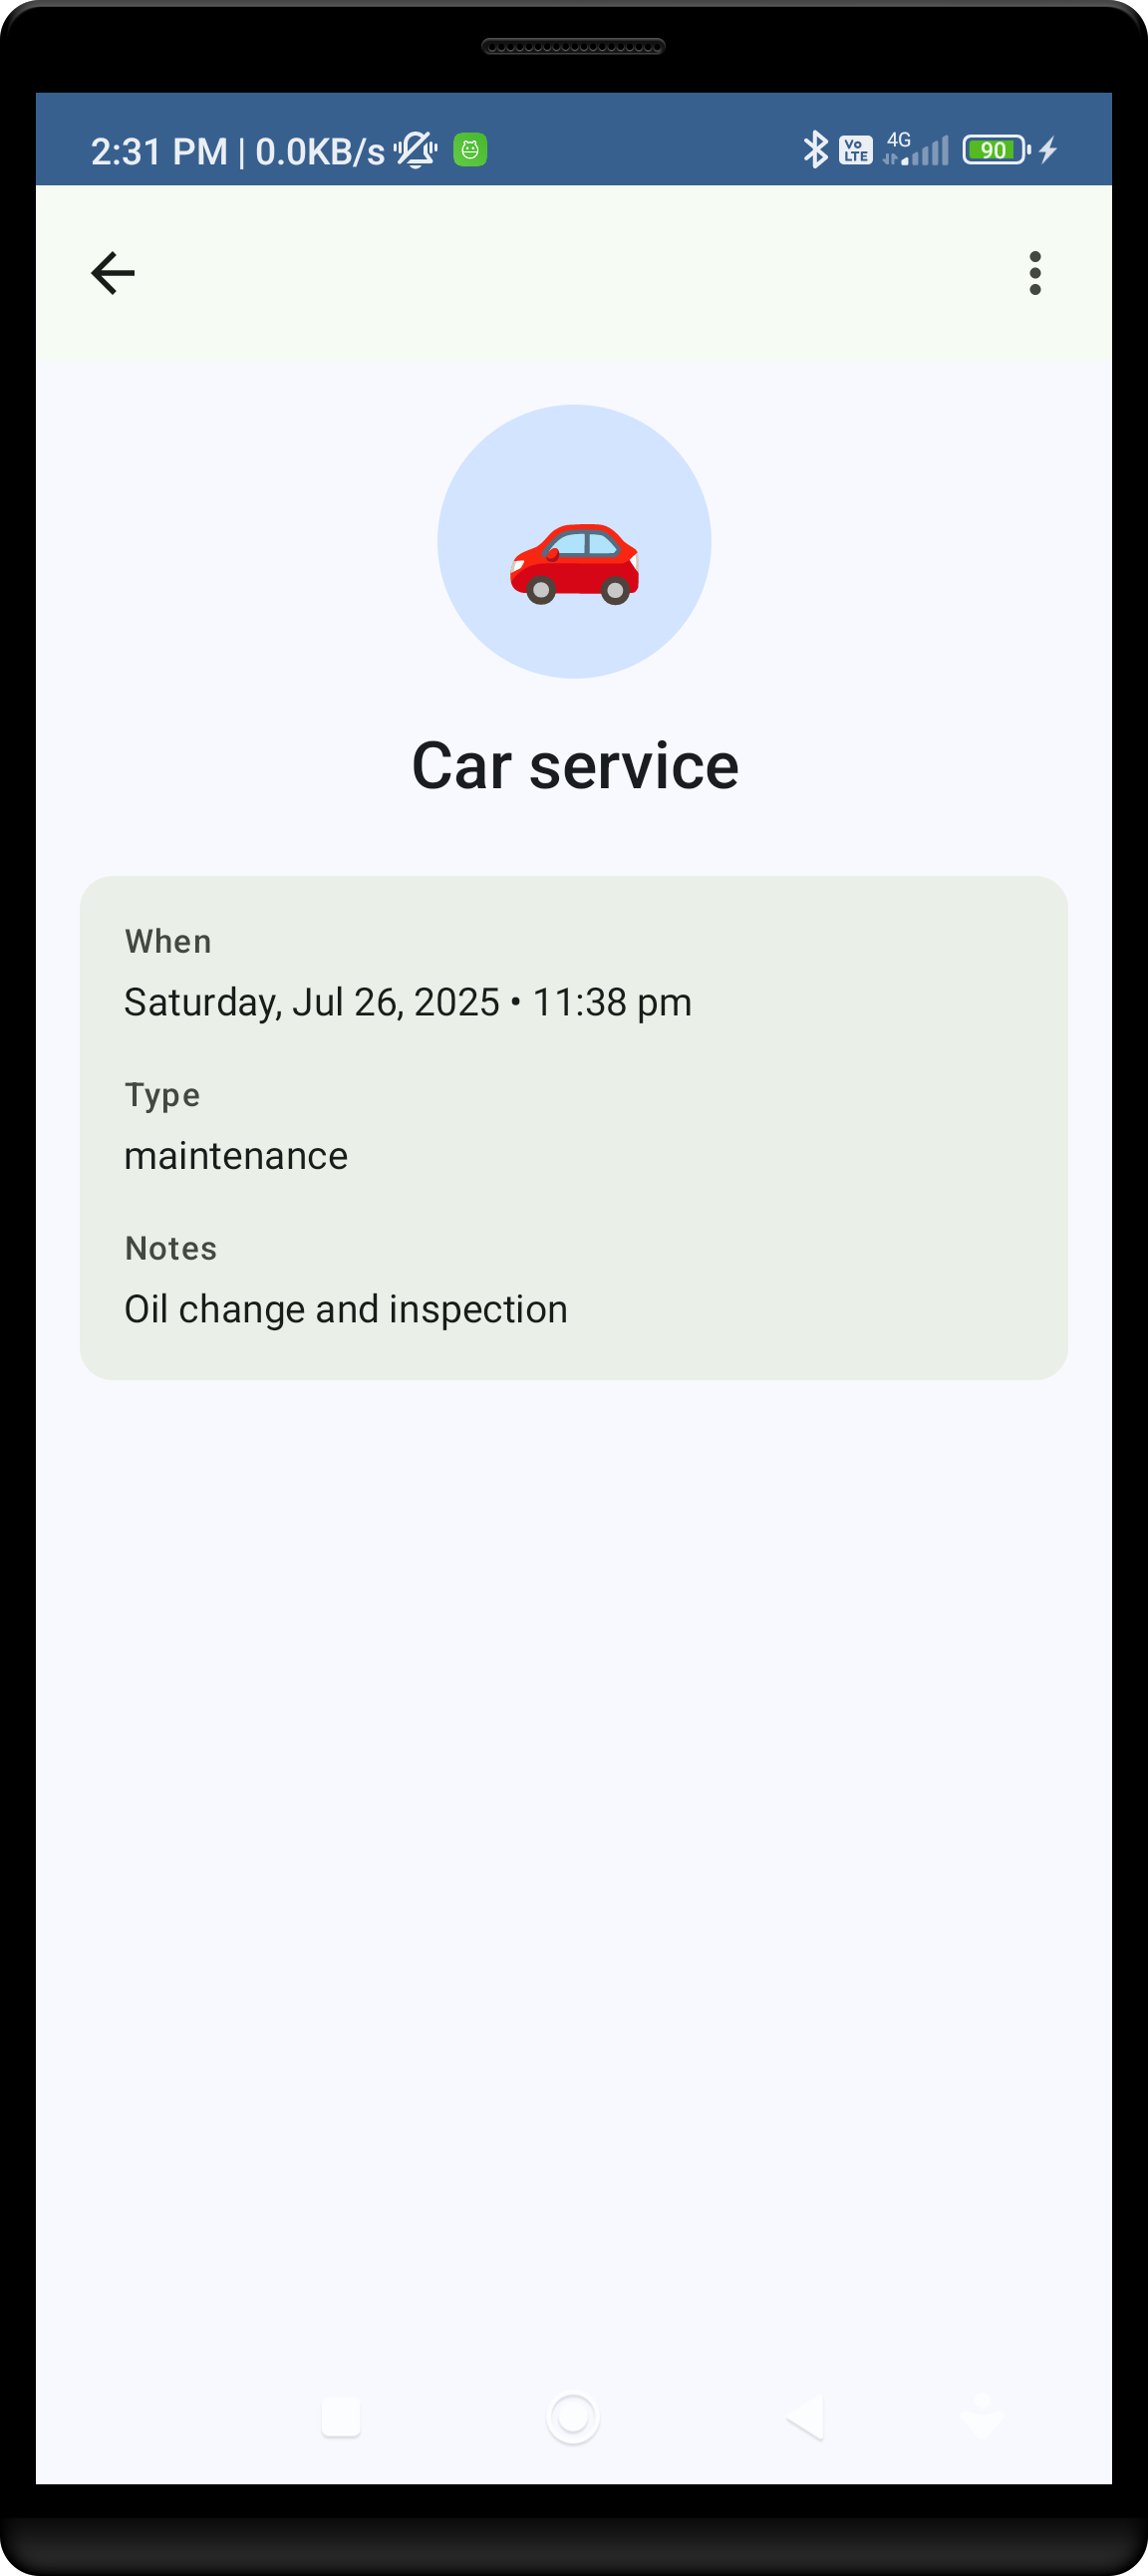 2:31 PM | 0.0KB/s
Vo LTE 4G 90
Car service
When
Saturday, Jul 26, 2025 • 11:38 pm
Type
maintenance
Notes
Oil change and inspection